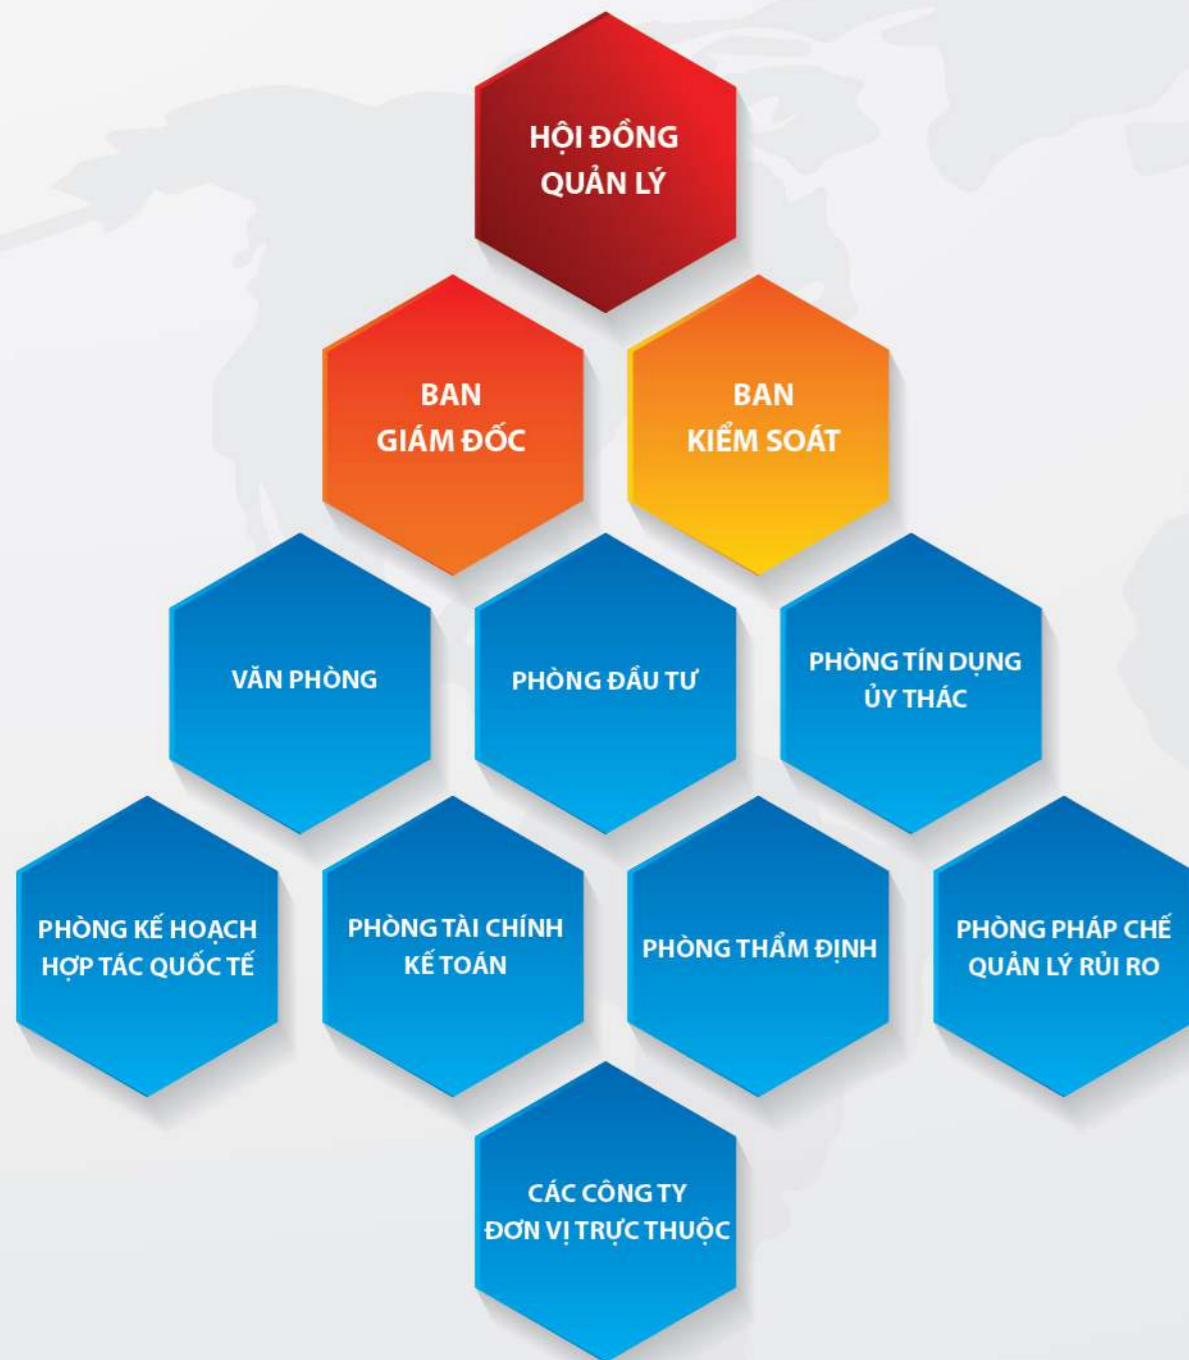 HỘI ĐỒNG
QUẢN LÝ
BAN
GIÁM ĐỐC
BAN
KIỂM SOÁT
VĂN PHÒNG
PHÒNG ĐẦU TƯ
PHÒNG TÍN DỤNG
ỦY THÁC
PHÒNG KẾ HOẠCH
HỢP TÁC QUỐC TẾ
PHÒNG TÀI CHÍNH
KẾ TOÁN
PHÒNG THẨM ĐỊNH
PHÒNG PHÁP CHẾ
QUẢN LÝ RỦI RO
CÁC CÔNG TY
ĐƠN VỊ TRỰC THUỘC